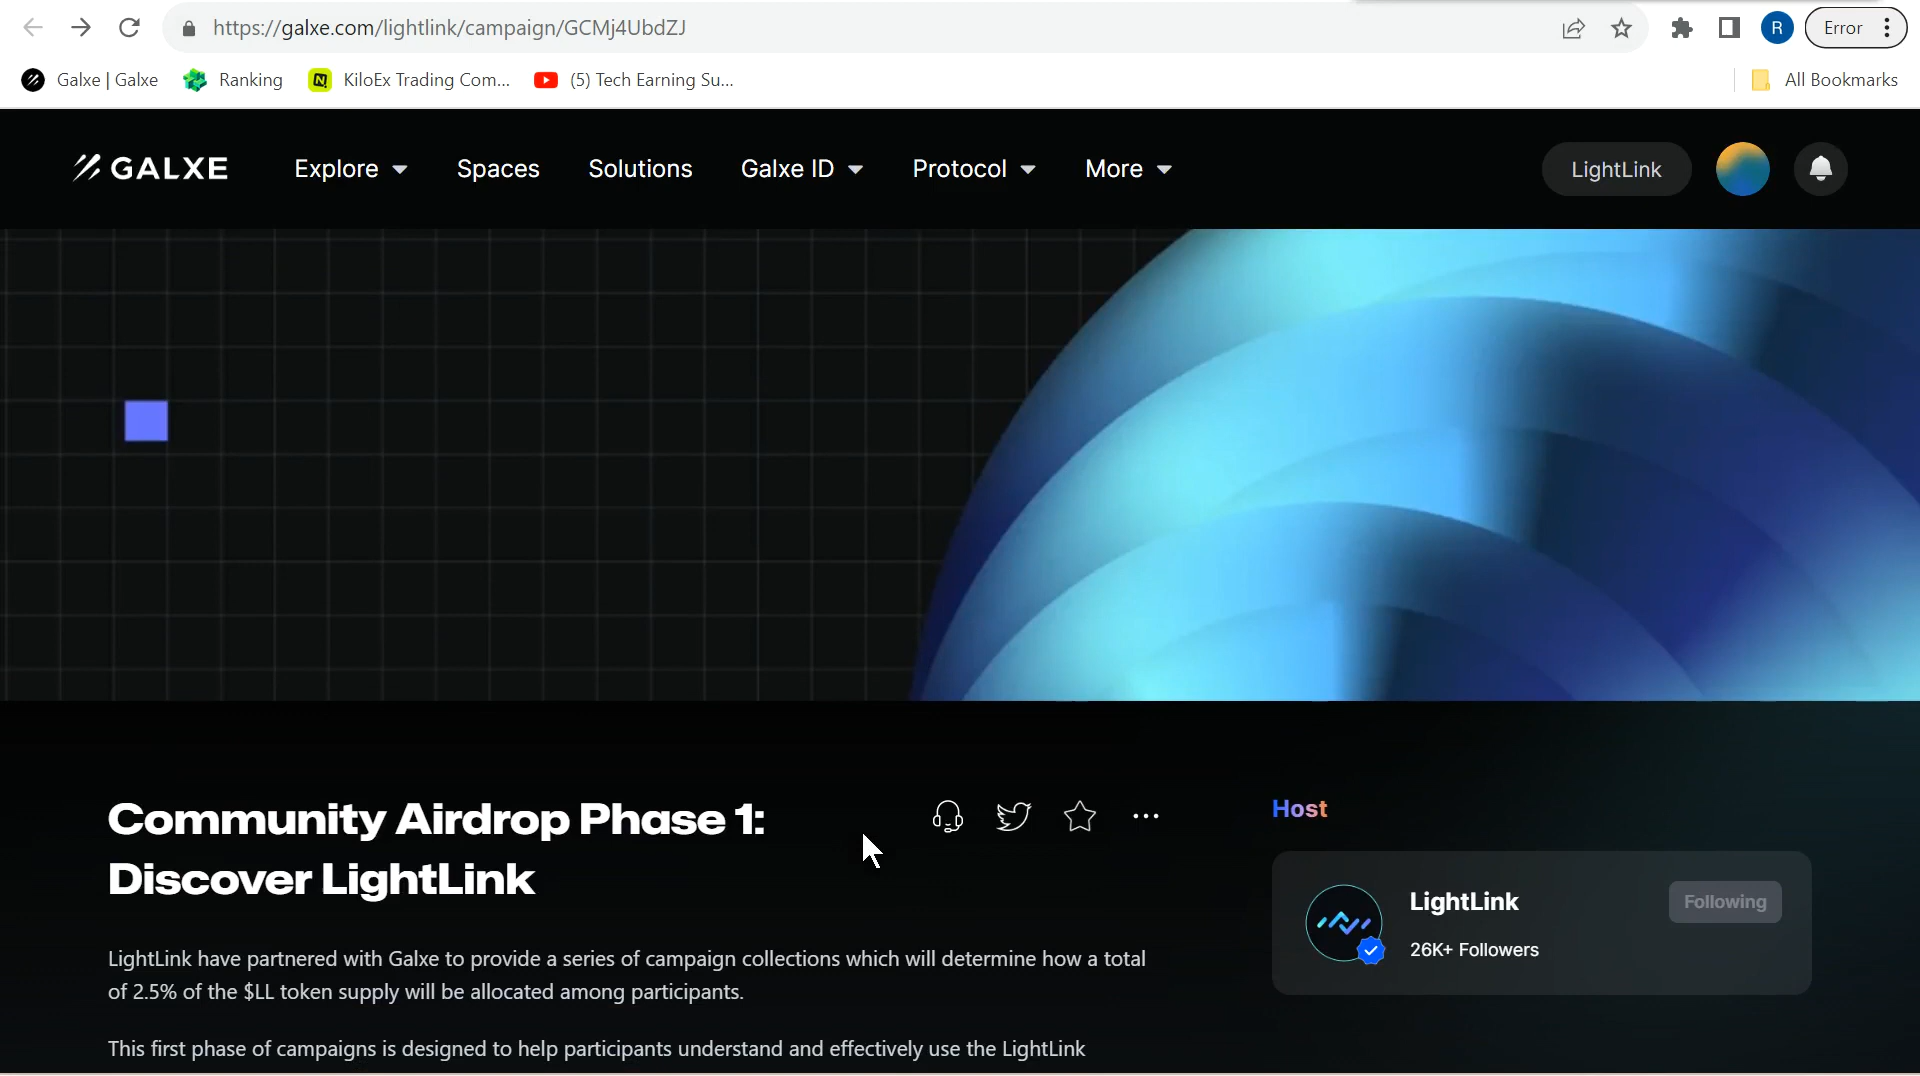 https://galxe.com/lightlink/campaign/GCMj4UbdZJ
R
Error
Galxe | Galxe
Ranking
KiloEx Trading Com...
(5) Tech Earning Su...
All Bookmarks
GALXE
Explore
Spaces
Solutions
Galxe ID
Protocol
More
LightLink
Community Airdrop Phase 1:
Discover LightLink
Host
LightLink
Following
26K+ Followers
LightLink have partnered with Galxe to provide a series of campaign collections which will determine how a total
of 2.5% of the $LL token supply will be allocated among participants.
This first phase of campaigns is designed to help participants understand and effectively use the LightLink